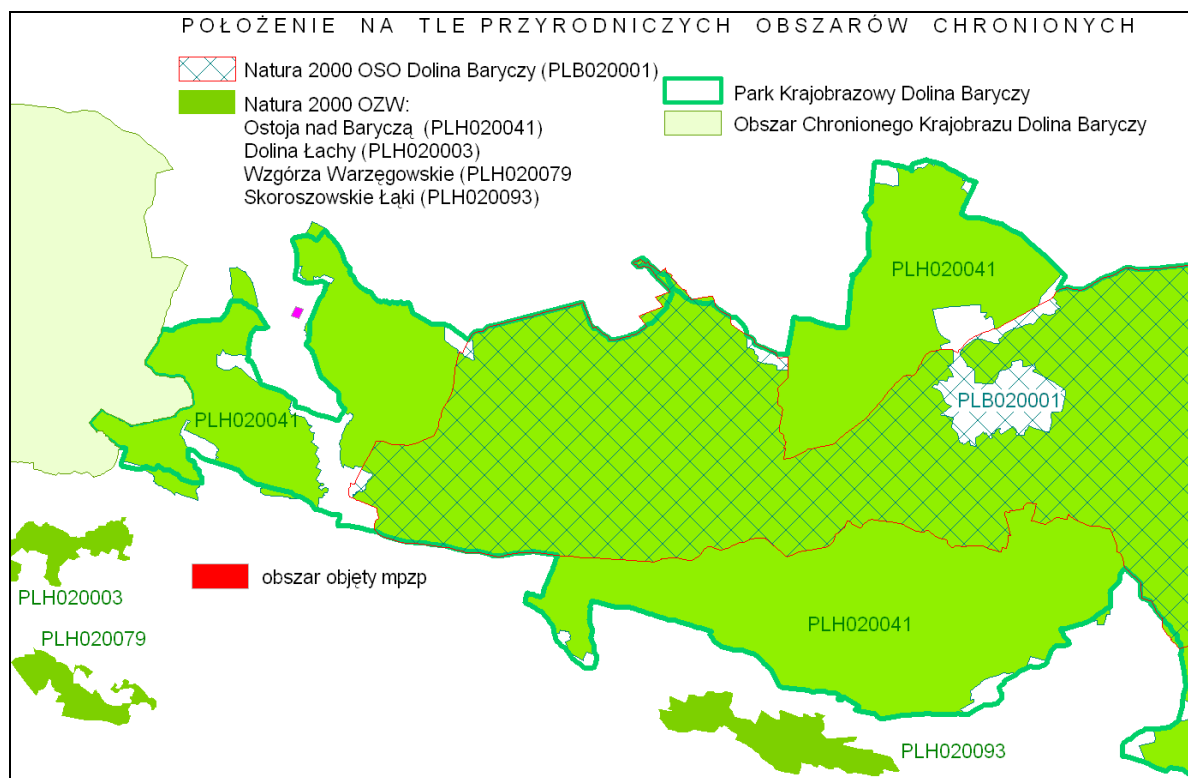 POŁOŻENIE NA TLE PRZYRODNICZYCH OBSZARÓW CHRONIONYCH
Natura 2000 OSO Dolina Baryczy (PLB020001)
Natura 2000 OZW:
Ostoja nad Baryczą (PLH020041)
Dolina Łachy (PLH020003)
Wzgórza Warzęgowskie (PLH020079
Skoroszowskie Łąki (PLH020093)
Park Krajobrazowy Dolina Baryczy
Obszar Chronionego Krajobrazu Dolina Baryczy
PLH020041
PLB020001
PLH020041
obszar objęty mpzp
PLH020003
PLH020041
PLH020079
PLH020093